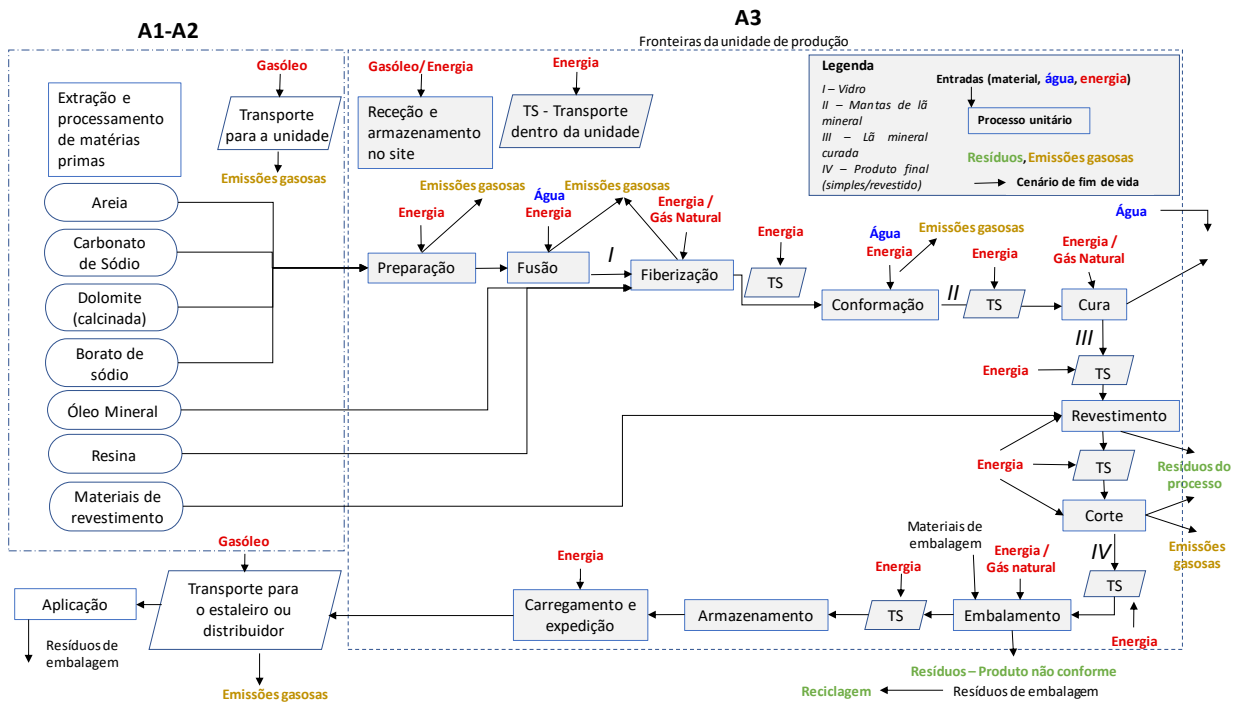 A1-A2
A3
Fronteiras da unidade de produção
Gasóleo
Extração e
processamento
de matérias
primas
Transporte
para a unidade
Emissões gasosas
Gasóleo/ Energia
Receção e
armazenamento
no site
Energia
TS - Transporte
dentro da unidade
Legenda
I – Vidro
II – Mantas de lã
mineral
III – Lã mineral
curada
IV – Produto final
(simples/revestido)
Entradas (material, água, energia)
Processo unitário
Resíduos, Emissões gasosas
Cenário de fim de vida
Areia
Carbonato
de Sódio
Dolomite
(calcinada)
Borato de
sódio
Óleo Mineral
Resina
Materiais de
revestimento
Emissões gasosas
Energia
Preparação
Água
Energia
Fusão
Emissões gasosas
I
Energia /
Gás Natural
Fiberização
Energia
TS
Água
Energia
Emissões gasosas
Conformação
II
Energia
TS
Energia /
Gás Natural
Cura
Água
III
Energia
TS
Revestimento
Energia
TS
Resíduos do
processo
Corte
Emissões
gasosas
IV
TS
Energia
Materiais de
embalagem
Energia /
Gás natural
Embalamento
Energia
TS
Armazenamento
Energia
Carregamento e
expedição
Gasóleo
Transporte para
o estaleiro ou
distribuidor
Emissões gasosas
Aplicação
Resíduos de
embalagem
Resíduos – Produto não conforme
Reciclagem
Resíduos de embalagem